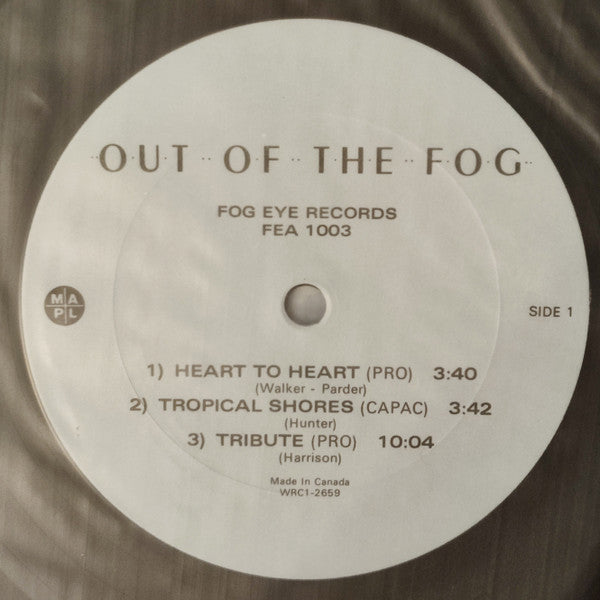 OUT OF THE FOG
FOG EYE RECORDS
FEA 1003
MA
PL
SIDE 1
1) HEART TO HEART (PRO) 3:40
(Walker - Parder)
2) TROPICAL SHORES (CAPAC) 3:42
(Hunter)
3) TRIBUTE (PRO) 10:04
(Harrison)
Made In Canada
WRC1-2659